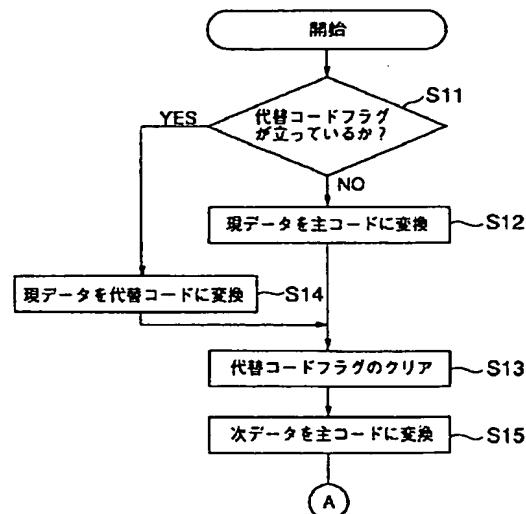 開始
代替コードフラグ
が立っているか?
S11
YES
NO
現データを主コードに変換
S12
現データを代替コードに変換
S14
代替コードフラグのクリア
S13
次データを主コードに変換
S15
A